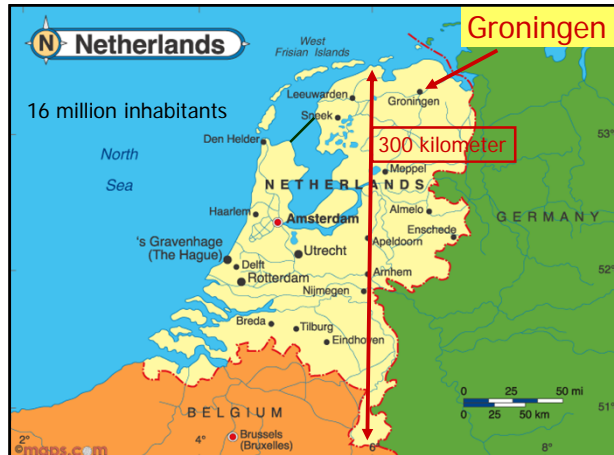 Groningen
N Netherlands
West
Frisian Islands
16 million inhabitants
Leeuwarden
Groningen
Sneek
53°
Den Helder
300 kilometer
North
Sea
Meppel
NETHERLANDS
Haarlem
Amsterdam
Almelo
GERMANY
Enschede
's Gravenhage
(The Hague)
Utrecht
Apeldoorn
Delft
Arnhem
52°
Rotterdam
Nijmegen
Breda
Tilburg
Eindhoven
0 25 50 mi
0 25 50 km
BELGIUM
51°
2°
4°
6°
8°
Brussels
(Bruxelles)
©maps.com